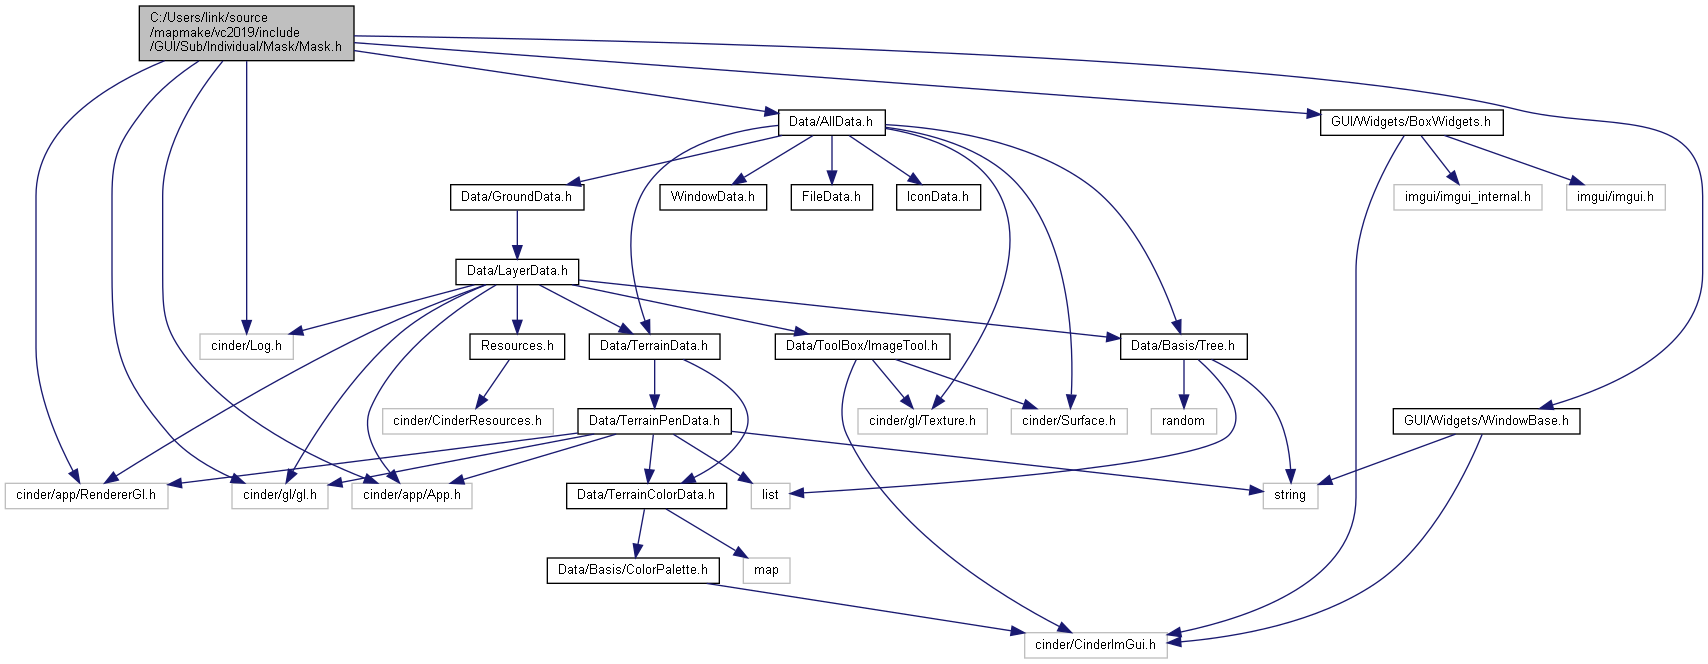 C:/Users/link/source
/mapmake/vc2019/include
/GUI/Sub/Individual/Mask/Mask.h
Data/AllData.h
GUI/Widgets/BoxWidgets.h
Data/GroundData.h
WindowData.h
FileData.h
IconData.h
imgui/imgui_internal.h
imgui/imgui.h
Data/LayerData.h
cinder/Log.h
Resources.h
Data/TerrainData.h
Data/ToolBox/ImageTool.h
Data/Basis/Tree.h
cinder/CinderResources.h
Data/TerrainPenData.h
cinder/gl/Texture.h
cinder/Surface.h
random
GUI/Widgets/WindowBase.h
cinder/app/RendererGl.h
cinder/gl/gl.h
cinder/app/App.h
Data/TerrainColorData.h
list
string
Data/Basis/ColorPalette.h
map
cinder/CinderImGui.h